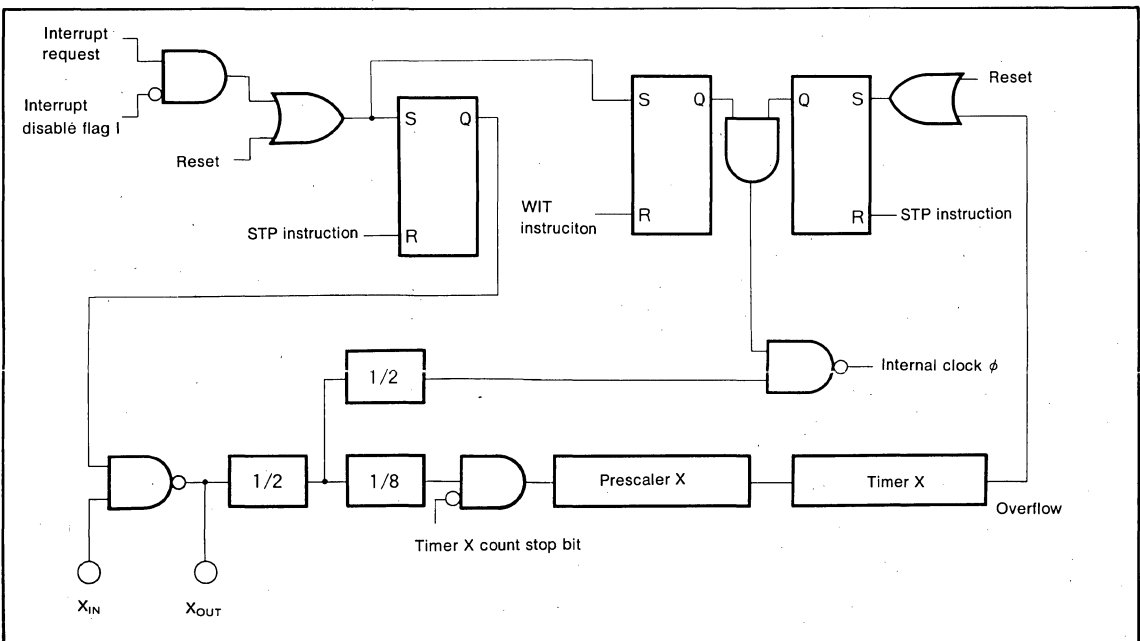 Interrupt
request
Interrupt
disable flag I
Reset
S
Q
STP instruction
R
S
Q
WIT
instruciton
R
Q
S
Reset
R
STP instruction
1/2
Internal clock ϕ
1/2
1/8
Prescaler X
Timer X
Overflow
Timer X count stop bit
XIN
XOUT